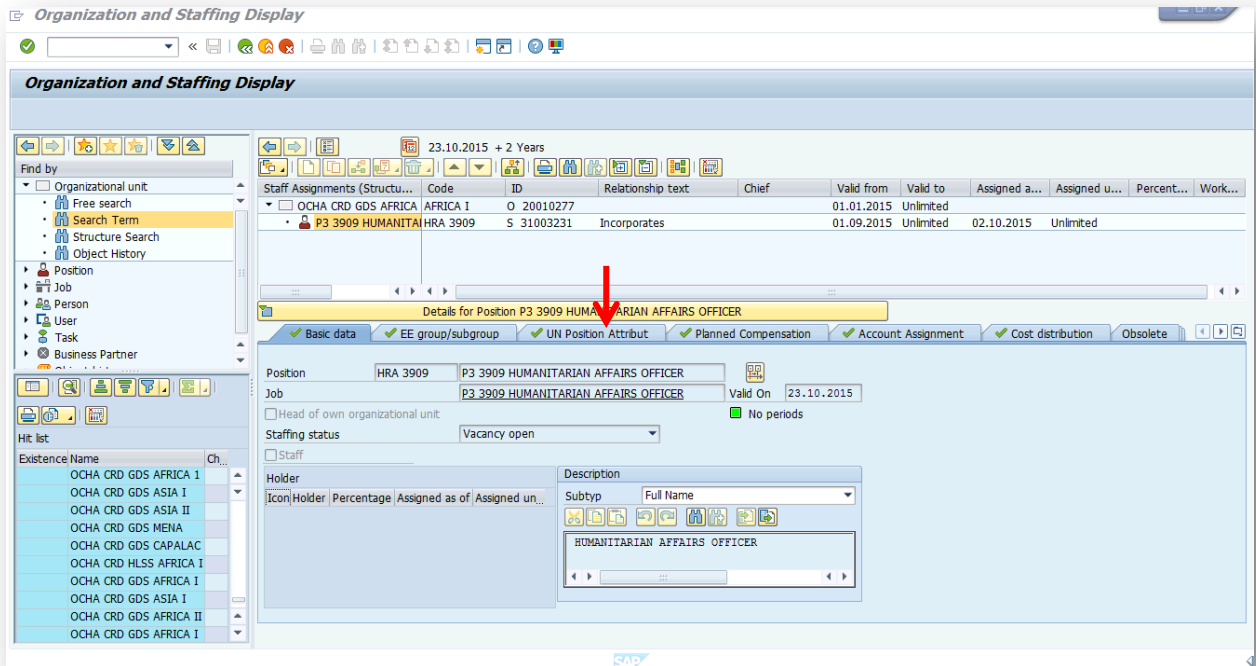 Organization and Staffing Display
Organization and Staffing Display
23.10.2015 + 2 Years
Find by
Organizational unit
Free search
Search Term
Structure Search
Object History
Position
Job
Person
User
Task
Business Partner
Hit list
Existence Name Ch...
OCHA CRD GDS AFRICA 1
OCHA CRD GDS ASIA I
OCHA CRD GDS ASIA II
OCHA CRD GDS MENA
OCHA CRD GDS CAPALAC
OCHA CRD HLSS AFRICA I
OCHA CRD GDS AFRICA I
OCHA CRD GDS ASIA I
OCHA CRD GDS AFRICA II
OCHA CRD GDS AFRICA I
Staff Assignments (Structu... Code ID Relationship text Chief Valid from Valid to Assigned a... Assigned u... Percent... Work...
OCHA CRD GDS AFRICA AFRICA I O 20010277 01.01.2015 Unlimited
P3 3909 HUMANITAI HRA 3909 S 31003231 Incorporates 01.09.2015 Unlimited 02.10.2015 Unlimited
Details for Position P3 3909 HUMANITARIAN AFFAIRS OFFICER
Basic data EE group/subgroup UN Position Attribut Planned Compensation Account Assignment Cost distribution Obsolete
Position HRA 3909 P3 3909 HUMANITARIAN AFFAIRS OFFICER
Job P3 3909 HUMANITARIAN AFFAIRS OFFICER Valid On 23.10.2015
Head of own organizational unit No periods
Staffing status Vacancy open
Staff
Holder
Icon Holder Percentage Assigned as of Assigned un...
Description
Subtyp Full Name
HUMANITARIAN AFFAIRS OFFICER
SAP